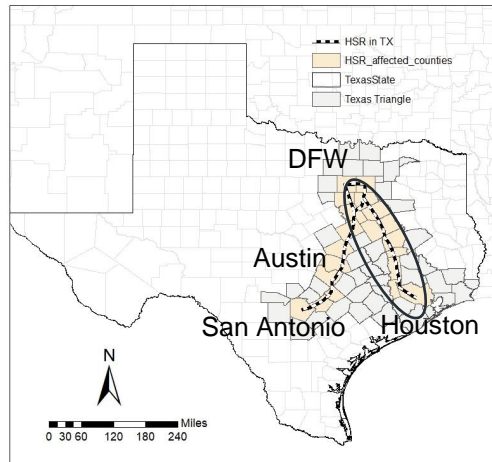 HSR in TX
HSR_affected_counties
TexasState
Texas Triangle
DFW
Austin
San Antonio
Houston
N
Miles
0 30 60 120 180 240